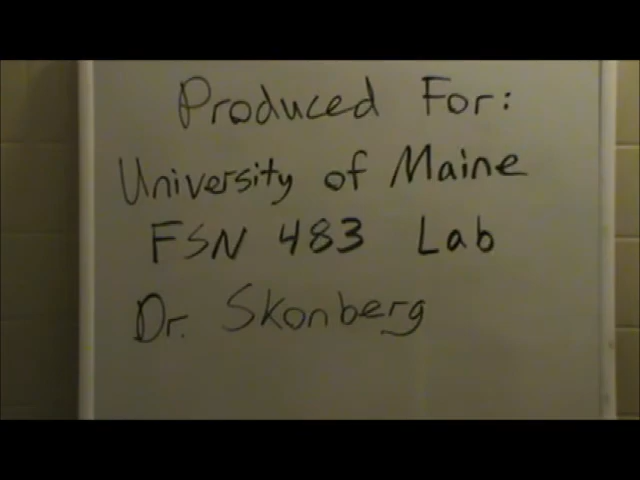 Produced For:
University of Maine
FSN 483 Lab
Dr. Skonberg